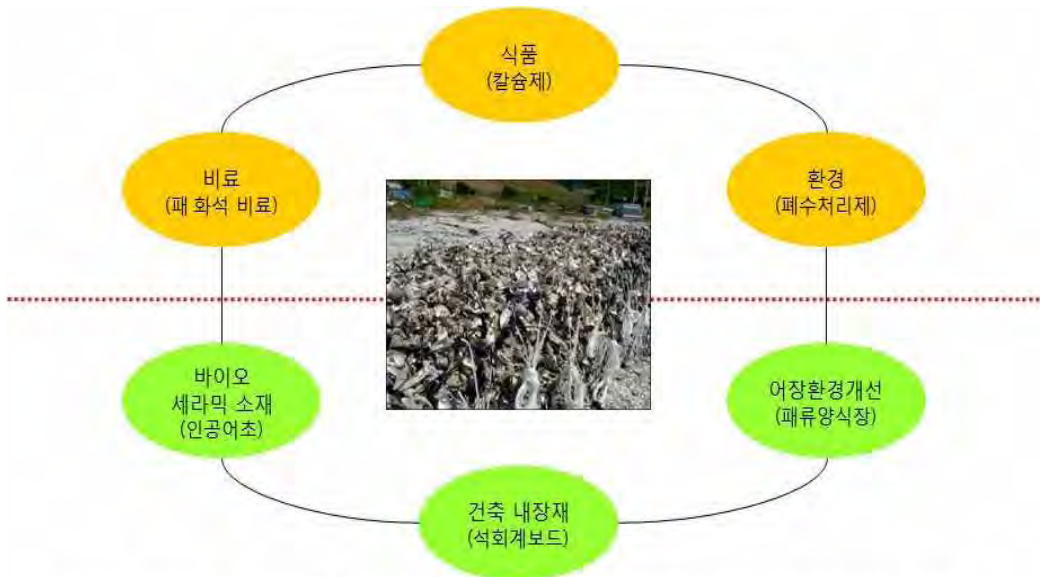 식품
(칼슘제)
비료
(패 화석 비료)
환경
(폐수처리제)
바이오
세라믹 소재
(인공어초)
어장환경개선
(패류양식장)
건축 내장재
(석회계보드)